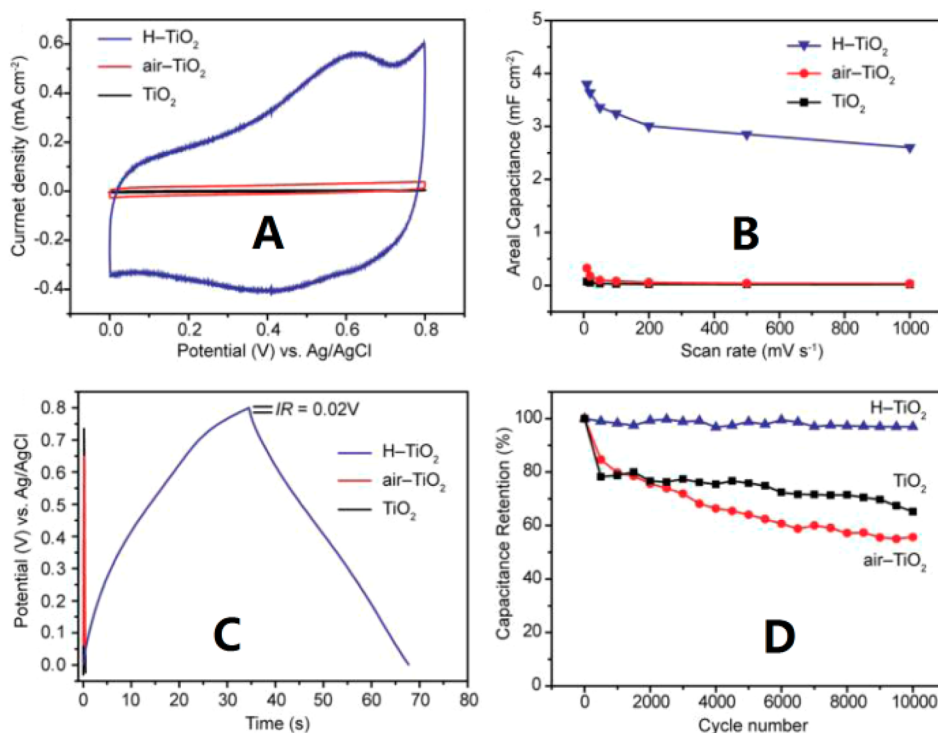 0.6
0.4
0.2
0.0
-0.2
-0.4
Currnet density (mA cm⁻²)
H–TiO₂
air–TiO₂
TiO₂
A
0.0 0.2 0.4 0.6 0.8
Potential (V) vs. Ag/AgCl
5
4
3
2
1
0
Areal Capacitance (mF cm⁻²)
H–TiO₂
air–TiO₂
TiO₂
B
0 200 400 600 800 1000
Scan rate (mV s⁻¹)
0.8
0.6
0.4
0.3
0.2
0.1
0.0
Potential (V) vs. Ag/AgCl
IR = 0.02V
H–TiO₂
air–TiO₂
TiO₂
C
0 10 20 30 40 50 60 70 80
Time (s)
100
80
60
40
20
0
Capacitance Retention (%)
H–TiO₂
TiO₂
air–TiO₂
D
0 2000 4000 6000 8000 10000
Cycle number